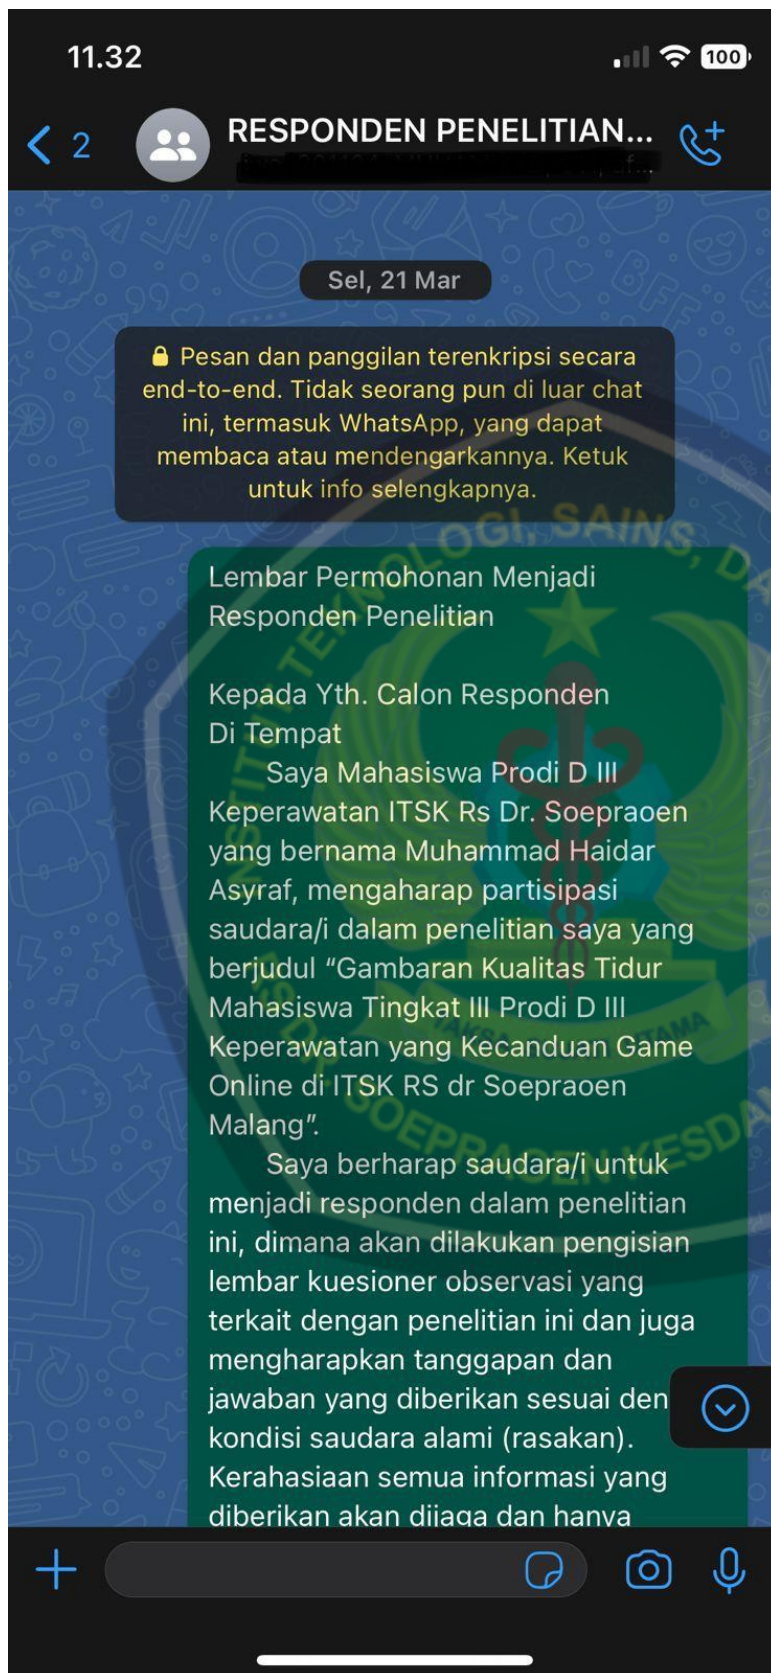 11.32
100
2
RESPONDEN PENELITIAN...
Sel, 21 Mar
Pesan dan panggilan terenkripsi secara
end-to-end. Tidak seorang pun di luar chat
ini, termasuk WhatsApp, yang dapat
membaca atau mendengarkannya. Ketuk
untuk info selengkapnya.
Lembar Permohonan Menjadi
Responden Penelitian
Kepada Yth. Calon Responden
Di Tempat
Saya Mahasiswa Prodi D III
Keperawatan ITSK Rs Dr. Soepraoen
yang bernama Muhammad Haidar
Asyraf, mengaharap partisipasi
saudara/i dalam penelitian saya yang
berjudul “Gambaran Kualitas Tidur
Mahasiswa Tingkat III Prodi D III
Keperawatan yang Kecanduan Game
Online di ITSK RS dr Soepraoen
Malang”.
Saya berharap saudara/i untuk
menjadi responden dalam penelitian
ini, dimana akan dilakukan pengisian
lembar kuesioner observasi yang
terkait dengan penelitian ini dan juga
mengharapkan tanggapan dan
jawaban yang diberikan sesuai den
kondisi saudara alami (rasakan).
Kerahasiaan semua informasi yang
diberikan akan dijaga dan hanya